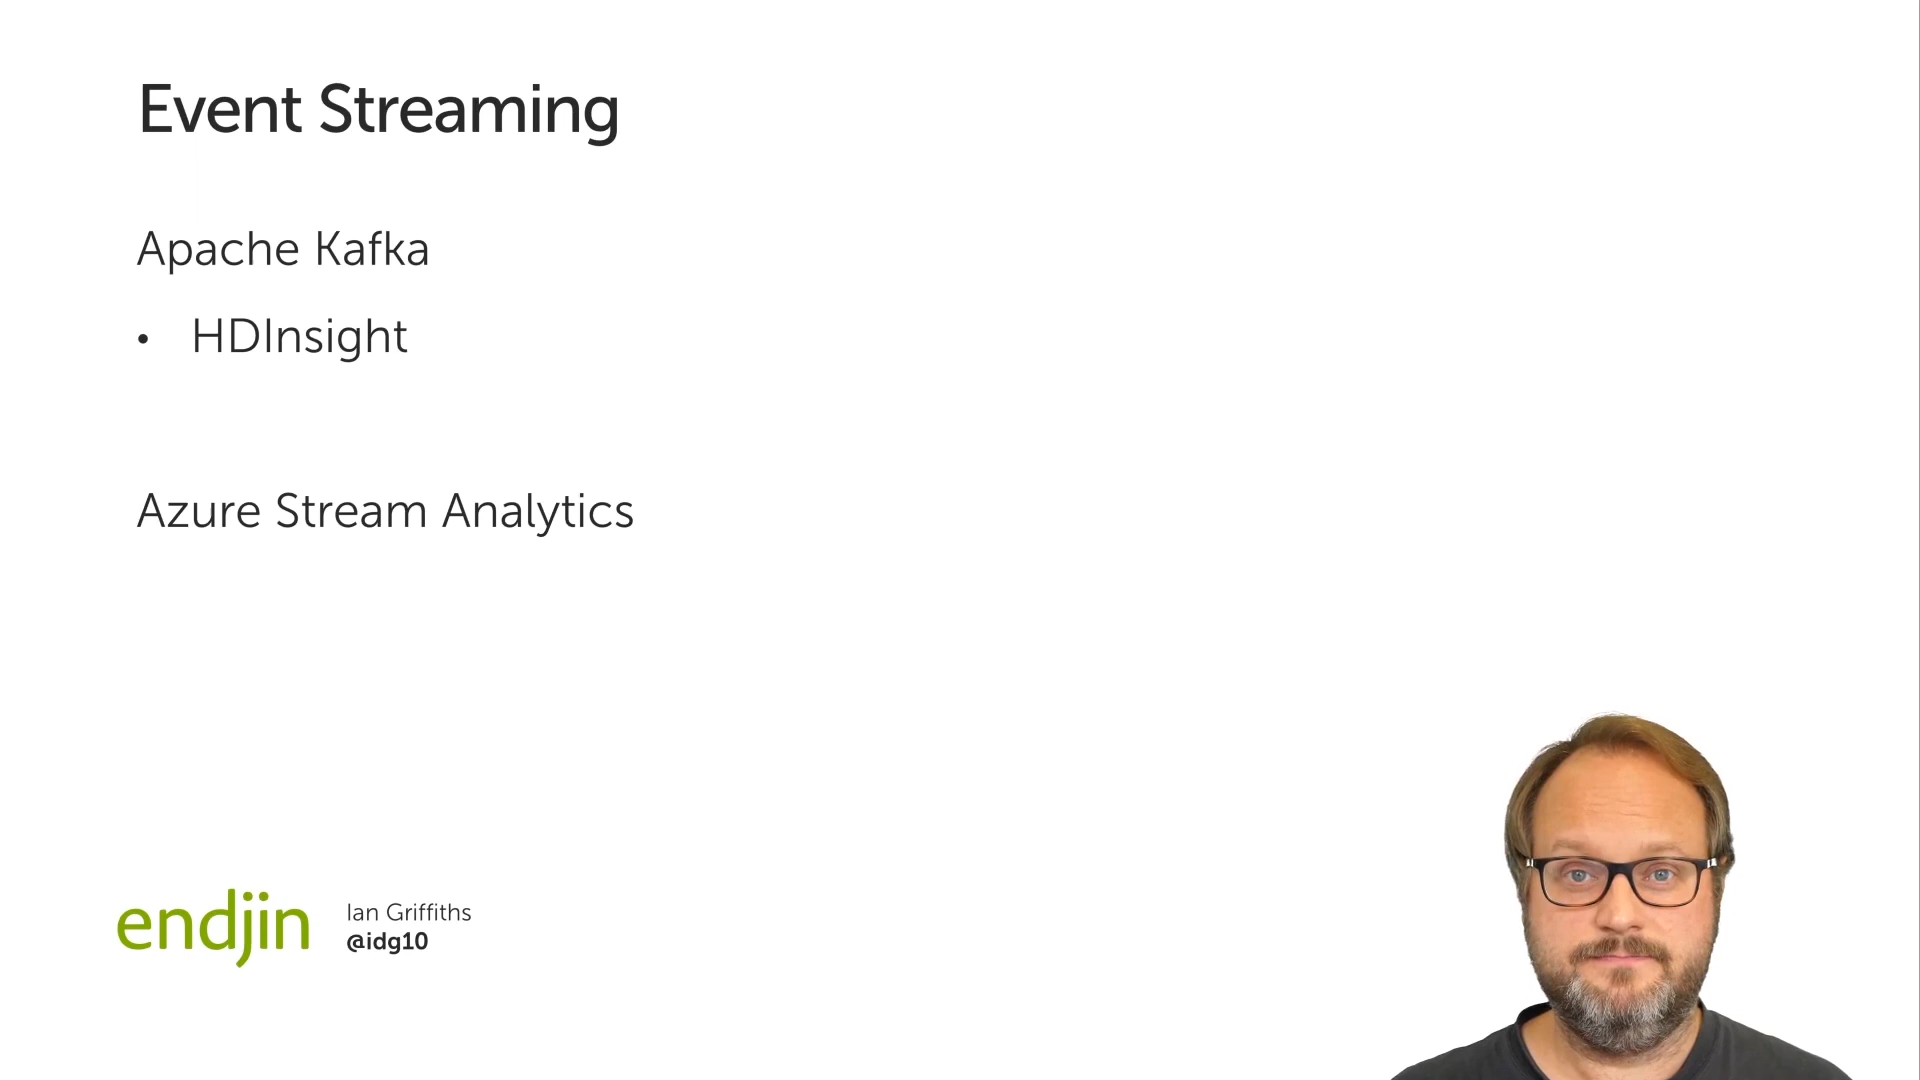 Event Streaming
Apache Kafka
• HDInsight
Azure Stream Analytics
endjin
Ian Griffiths
@idg10